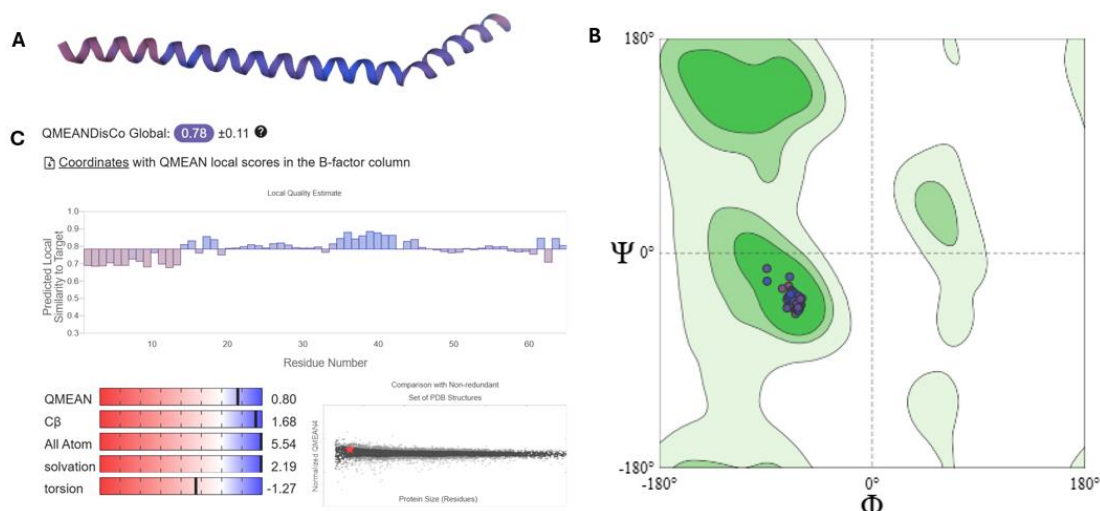 A
B
180°
Ψ 0°
-180°
-180°
0°
180°
Φ
C
QMEANDisCo Global: 0.78 ±0.11 ?
Coordinates with QMEAN local scores in the B-factor column
Local Quality Estimate
Predicted Local
Similarity to Target
1.0
0.9
0.8
0.7
0.6
0.5
0.4
0.3
10 20 30 40 50 60
Residue Number
QMEAN 0.80
Cβ 1.68
All Atom 5.54
solvation 2.19
torsion -1.27
Comparison with Non-redundant
Set of PDB Structures
Normalized QMEAN4
Protein Size (Residues)